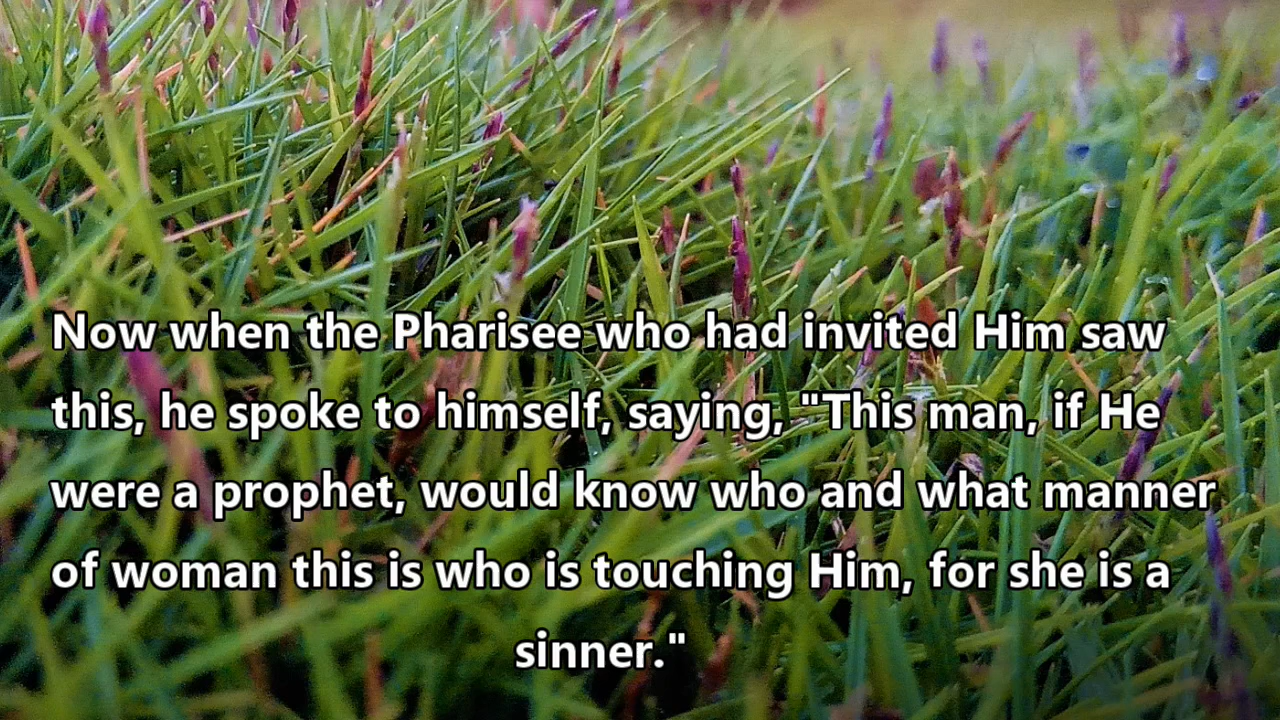 Now when the Pharisee who had invited Him saw
this, he spoke to himself, saying, "This man, if He
were a prophet, would know who and what manner
of woman this is who is touching Him, for she is a
sinner."